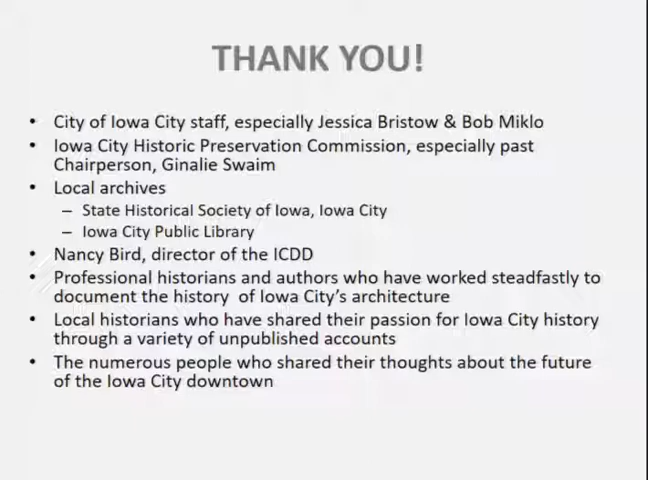 THANK YOU!
• City of Iowa City staff, especially Jessica Bristow & Bob Miklo
• Iowa City Historic Preservation Commission, especially past
Chairperson, Ginalie Swaim
• Local archives
– State Historical Society of Iowa, Iowa City
– Iowa City Public Library
• Nancy Bird, director of the ICDD
• Professional historians and authors who have worked steadfastly to
document the history  of Iowa City's architecture
• Local historians who have shared their passion for Iowa City history
through a variety of unpublished accounts
• The numerous people who shared their thoughts about the future
of the Iowa City downtown